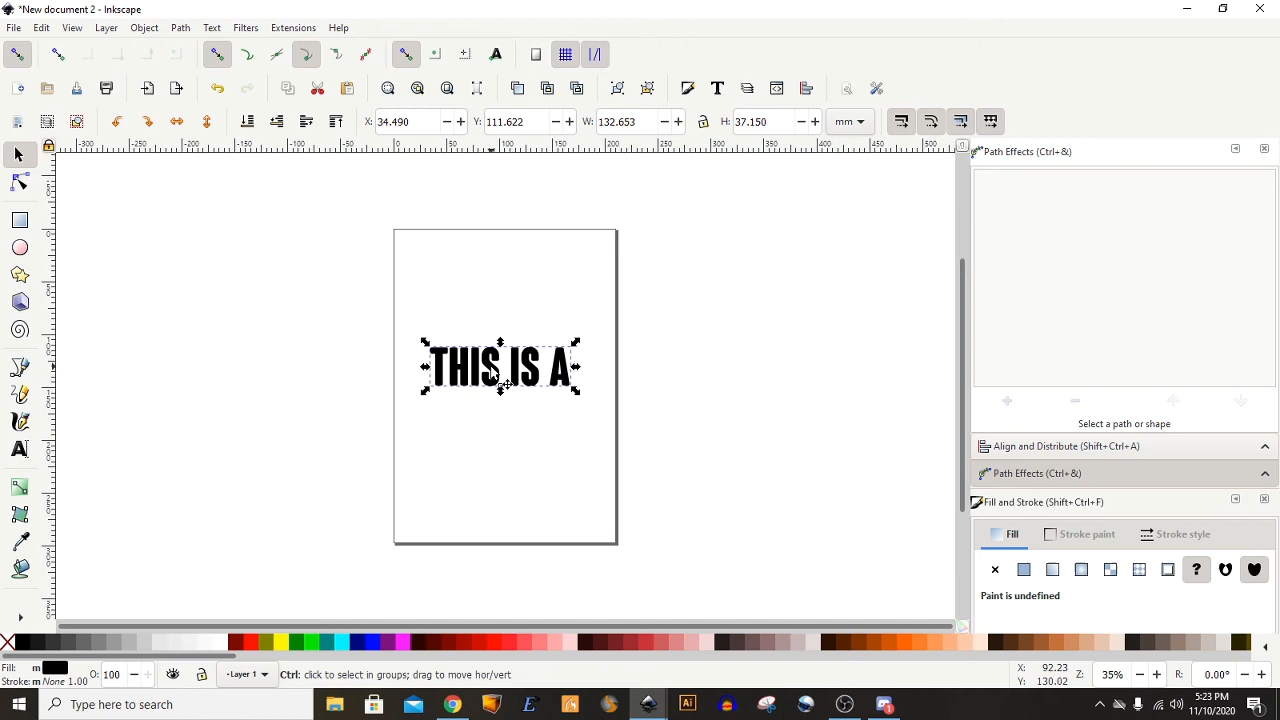 *New document 2 - Inkscape
File Edit View Layer Object Path Text Filters Extensions Help
X: 34.490 Y: 111.622 W: 132.653 H: 37.150 mm
Path Effects (Ctrl+&)
THIS IS A
Select a path or shape
Align and Distribute (Shift+Ctrl+A)
Path Effects (Ctrl+&)
Fill and Stroke (Shift+Ctrl+F)
Fill Stroke paint Stroke style
Paint is undefined
Fill: m
Stroke: m None 1.00
O: 100
Layer 1
Ctrl: click to select in groups; drag to move hor/vert
X: 92.23
Y: 130.02
Z: 35% R: 0.00°
Type here to search
5:23 PM
11/10/2020